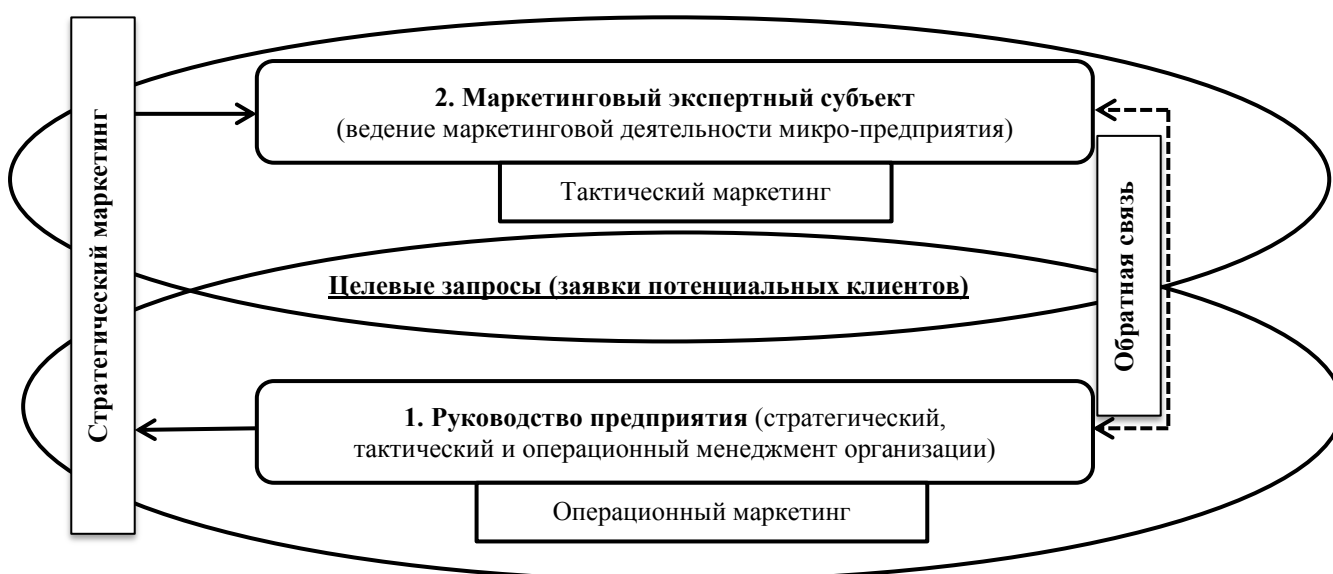 Стратегический маркетинг
2. Маркетинговый экспертный субъект
(ведение маркетинговой деятельности микро-предприятия)
Тактический маркетинг
Целевые запросы (заявки потенциальных клиентов)
Обратная связь
1. Руководство предприятия (стратегический,
тактический и операционный менеджмент организации)
Операционный маркетинг